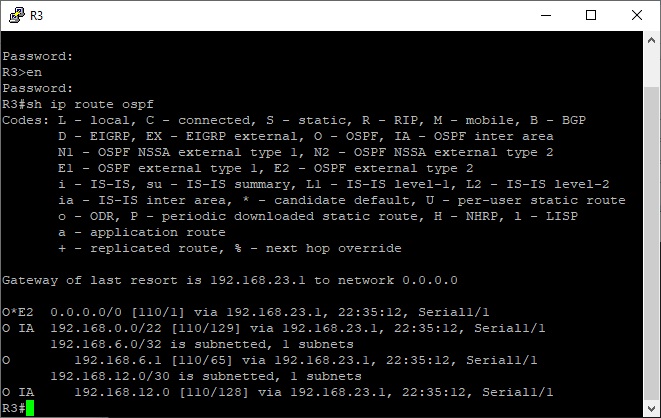 R3
Password:
R3>en
Password:
R3#sh ip route ospf
Codes: L - local, C - connected, S - static, R - RIP, M - mobile, B - BGP
       D - EIGRP, EX - EIGRP external, O - OSPF, IA - OSPF inter area
       N1 - OSPF NSSA external type 1, N2 - OSPF NSSA external type 2
       E1 - OSPF external type 1, E2 - OSPF external type 2
       i - IS-IS, su - IS-IS summary, L1 - IS-IS level-1, L2 - IS-IS level-2
       ia - IS-IS inter area, * - candidate default, U - per-user static route
       o - ODR, P - periodic downloaded static route, H - NHRP, l - LISP
       a - application route
       + - replicated route, % - next hop override
Gateway of last resort is 192.168.23.1 to network 0.0.0.0
O*E2  0.0.0.0/0 [110/1] via 192.168.23.1, 22:35:12, Serial1/1
O IA  192.168.0.0/22 [110/129] via 192.168.23.1, 22:35:12, Serial1/1
      192.168.6.0/32 is subnetted, 1 subnets
O        192.168.6.1 [110/65] via 192.168.23.1, 22:35:12, Serial1/1
      192.168.12.0/30 is subnetted, 1 subnets
O IA     192.168.12.0 [110/128] via 192.168.23.1, 22:35:12, Serial1/1
R3#